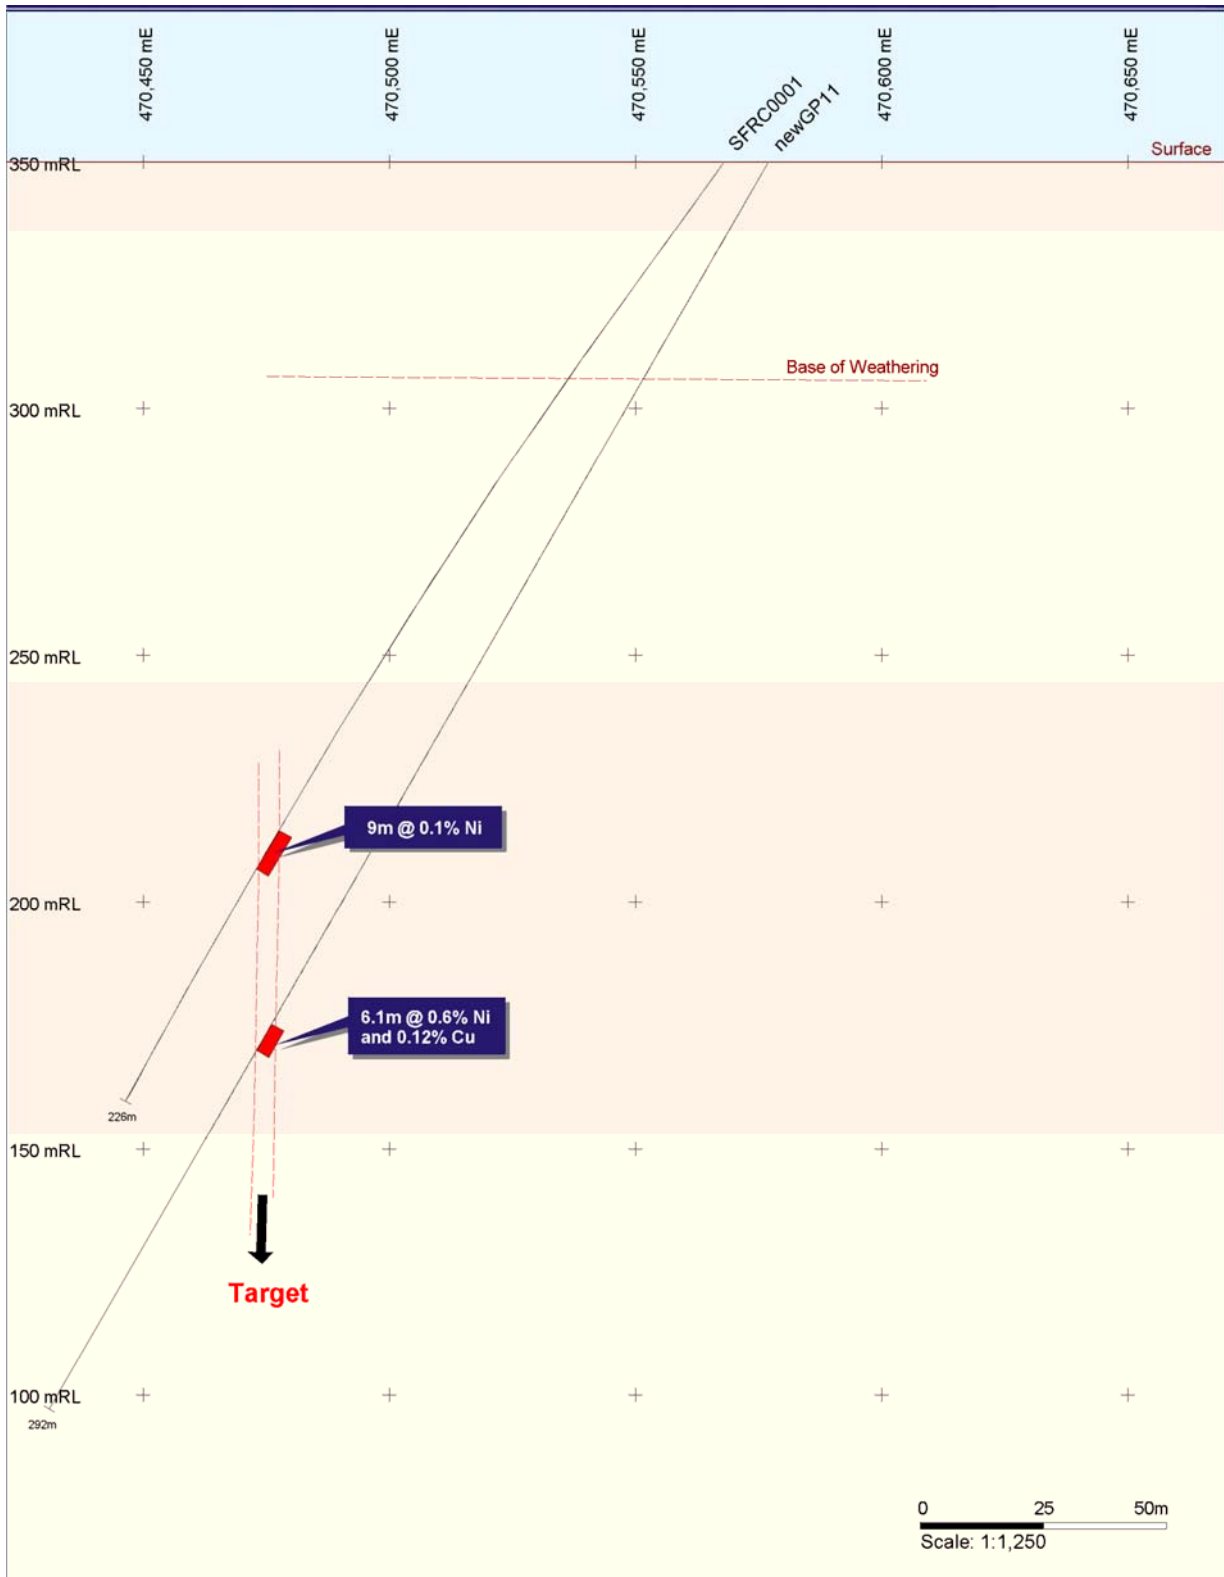 470,450 mE
470,500 mE
470,550 mE
470,600 mE
470,650 mE
SFRC0001
newGP11
Surface
350 mRL
Base of Weathering
300 mRL
250 mRL
9m @ 0.1% Ni
200 mRL
6.1m @ 0.6% Ni
and 0.12% Cu
226m
150 mRL
Target
100 mRL
292m
0 25 50m
Scale: 1:1,250